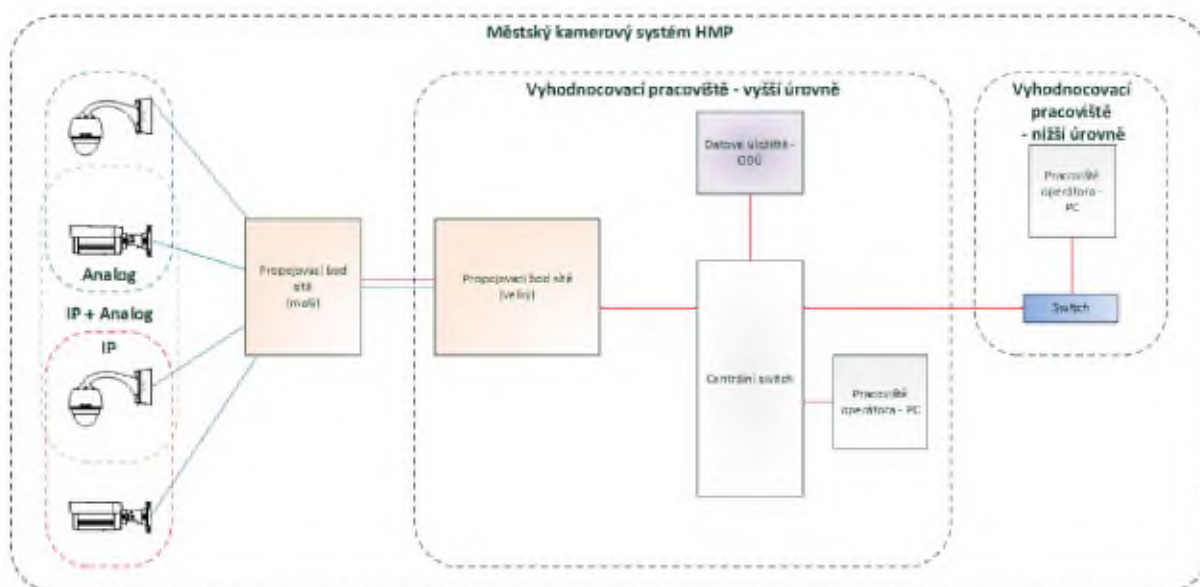 Městský kamerový systém HMP
Vyhodnocovací pracoviště - vyšší úrovně
Vyhodnocovací
pracoviště
- nižší úrovně
Datové úložiště -
Pracoviště
operátora -
PC
Propojovací bod
sítě
(malý)
Propojovací bod sítě
(velký)
Analog
IP + Analog
IP
Switch
Centrální switch
Pracoviště
operátora - PC